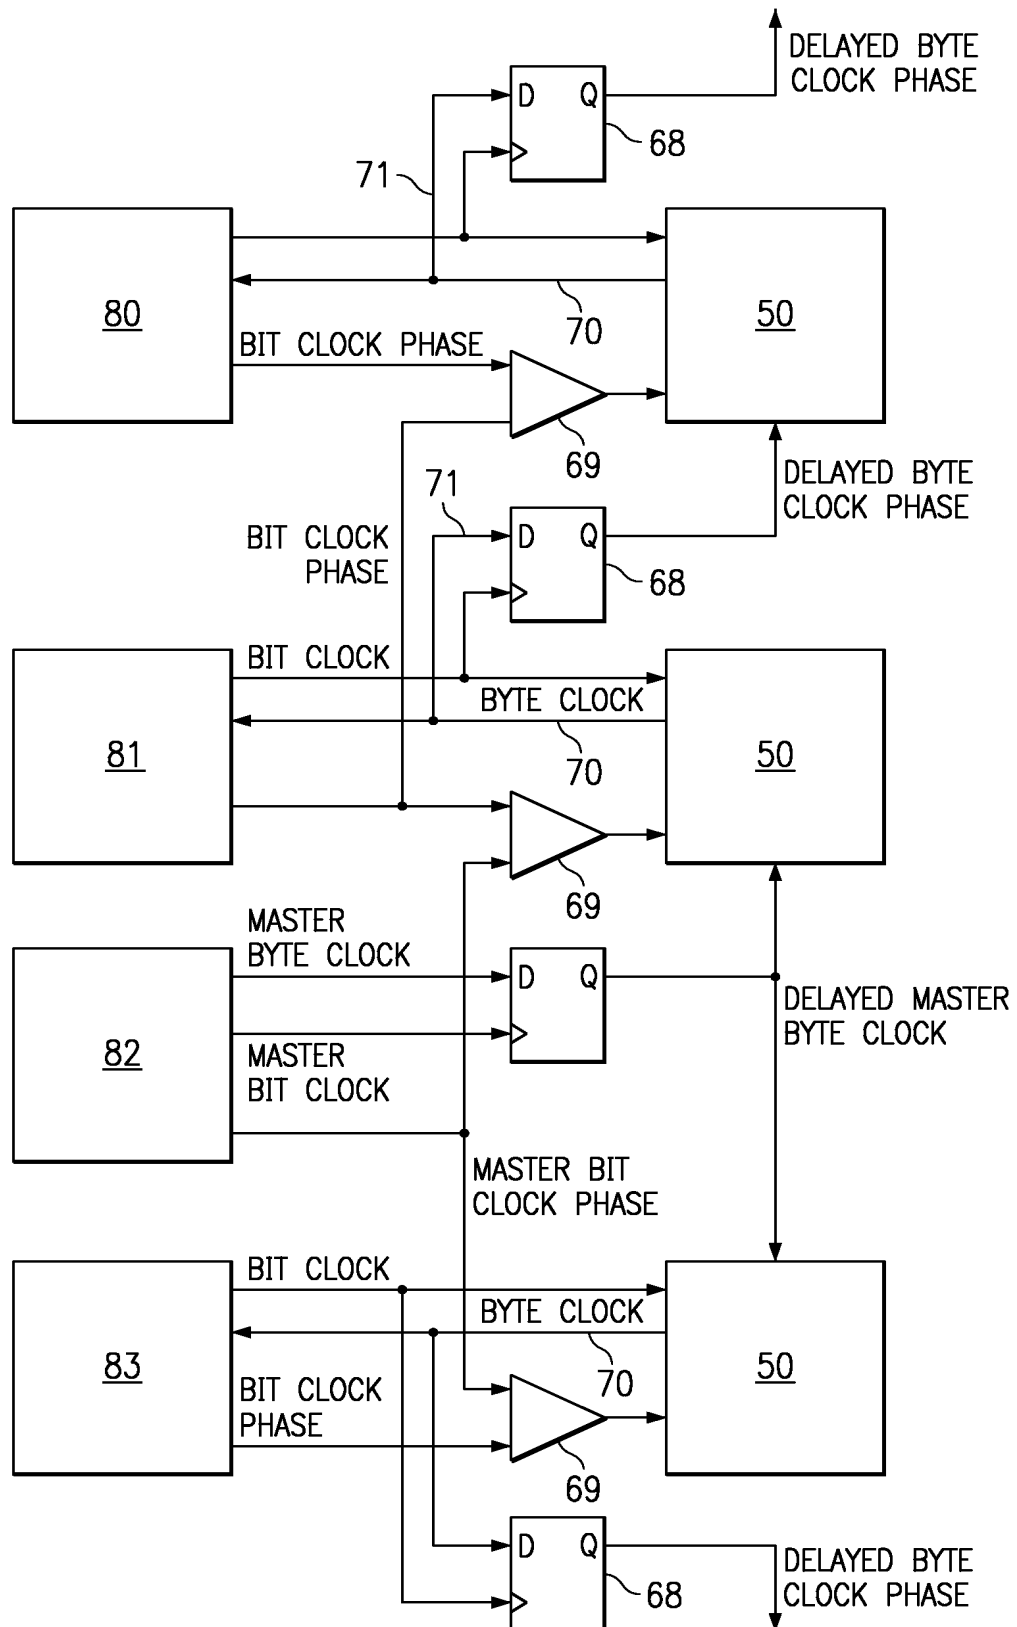 DELAYED BYTE
CLOCK PHASE
D Q
68
71
80
50
70
BIT CLOCK PHASE
69
DELAYED BYTE
CLOCK PHASE
71
BIT CLOCK
PHASE
D Q
68
BIT CLOCK
BYTE CLOCK
81
50
70
69
MASTER
BYTE CLOCK
D Q
DELAYED MASTER
BYTE CLOCK
82
MASTER
BIT CLOCK
MASTER BIT
CLOCK PHASE
BIT CLOCK
BYTE CLOCK
83
50
70
BIT CLOCK
PHASE
69
D Q
68
DELAYED BYTE
CLOCK PHASE